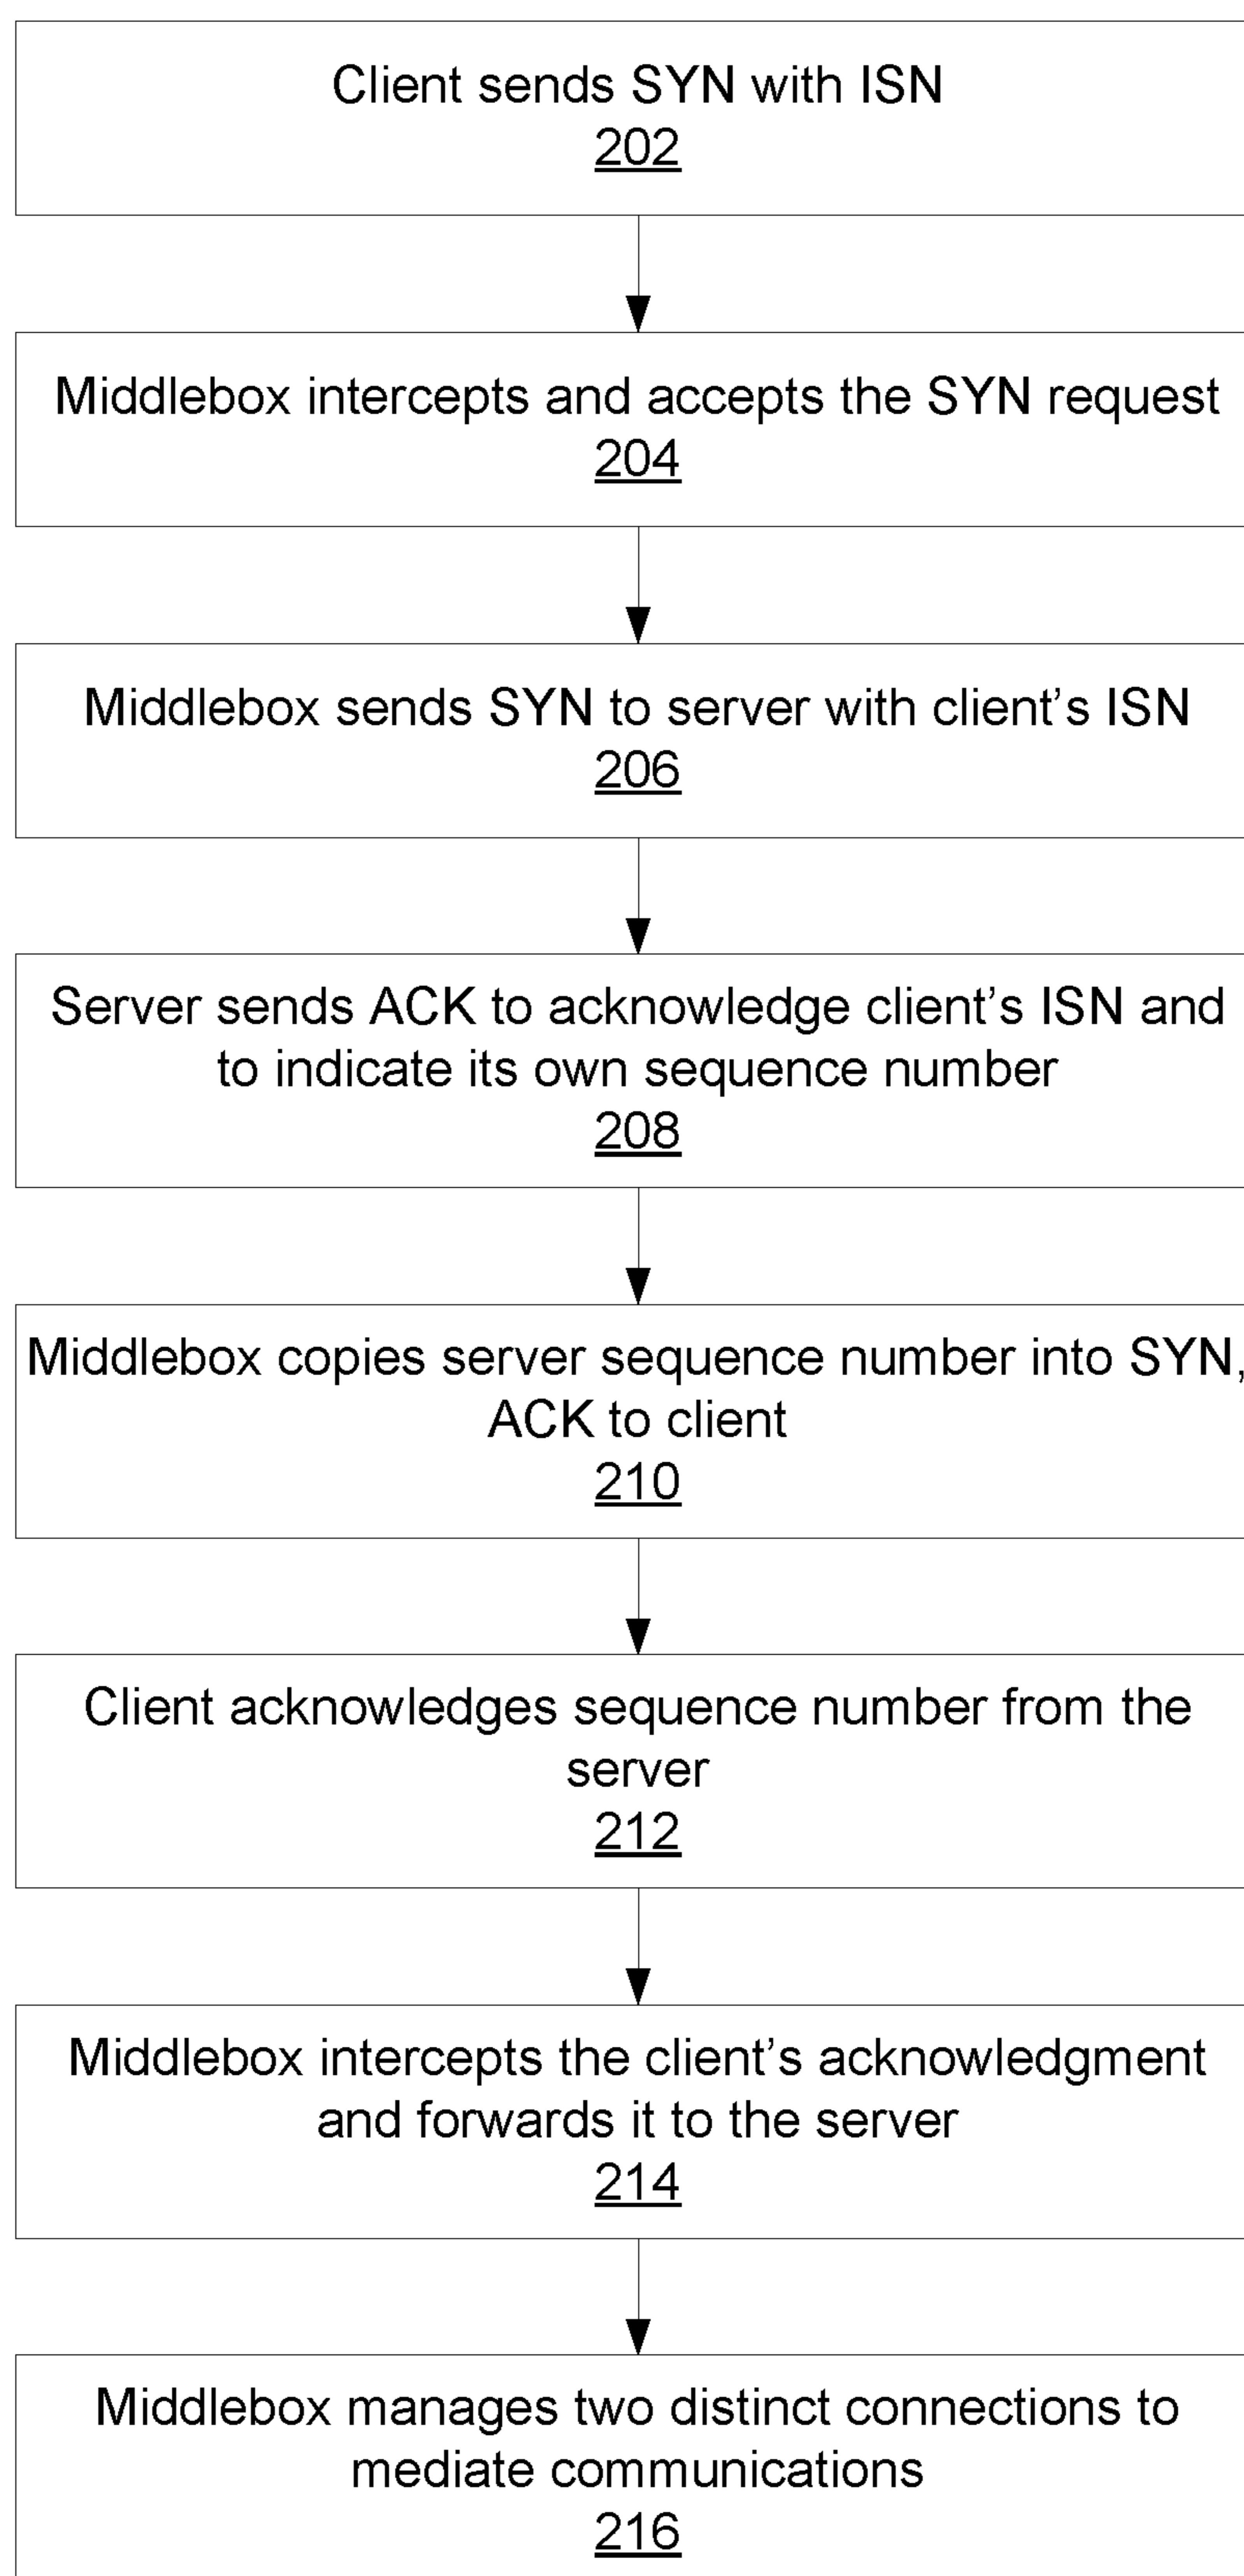 Client sends SYN with ISN
202
Middlebox intercepts and accepts the SYN request
204
Middlebox sends SYN to server with client's ISN
206
Server sends ACK to acknowledge client's ISN and
to indicate its own sequence number
208
Middlebox copies server sequence number into SYN,
ACK to client
210
Client acknowledges sequence number from the
server
212
Middlebox intercepts the client's acknowledgment
and forwards it to the server
214
Middlebox manages two distinct connections to
mediate communications
216